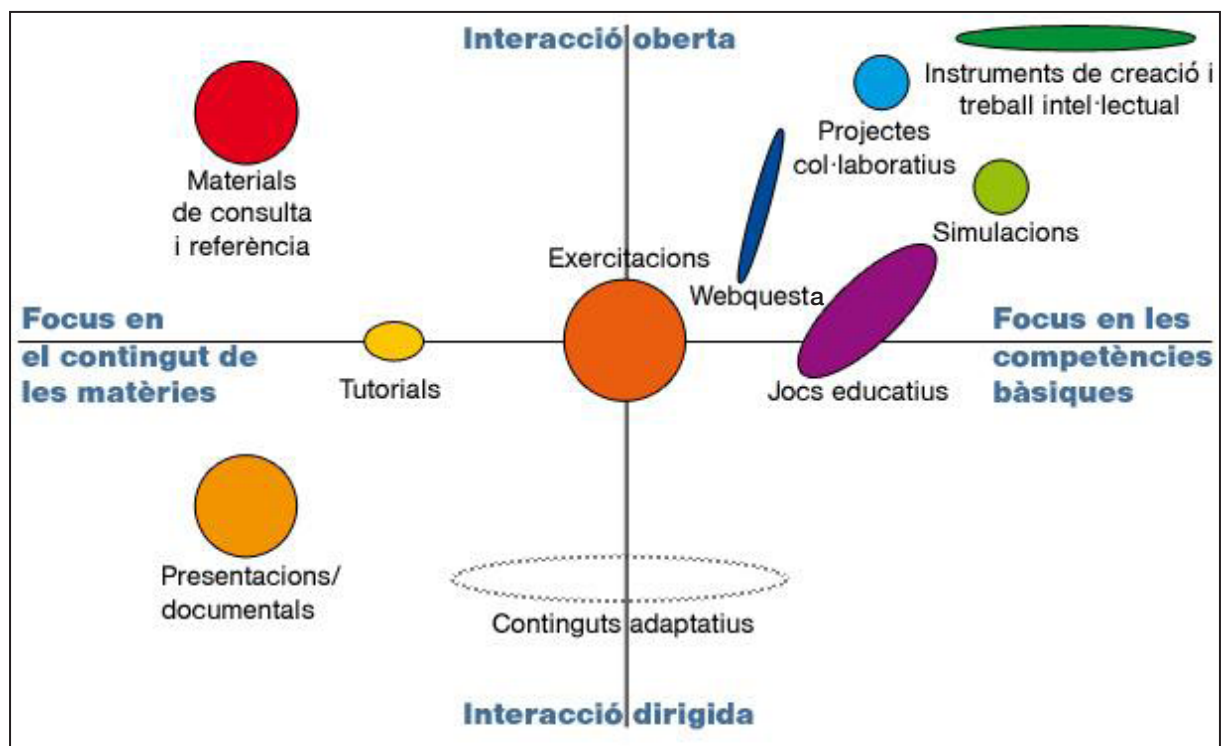 Interacció oberta
Instruments de creació i
treball intel·lectual
Projectes
col·laboratius
Materials
de consulta
i referència
Simulacions
Exercitacions
Webquesta
Focus en
el contingut de
les matèries
Focus en les
competències
bàsiques
Tutorials
Jocs educatius
Presentacions/
documentals
Continguts adaptatius
Interacció dirigida